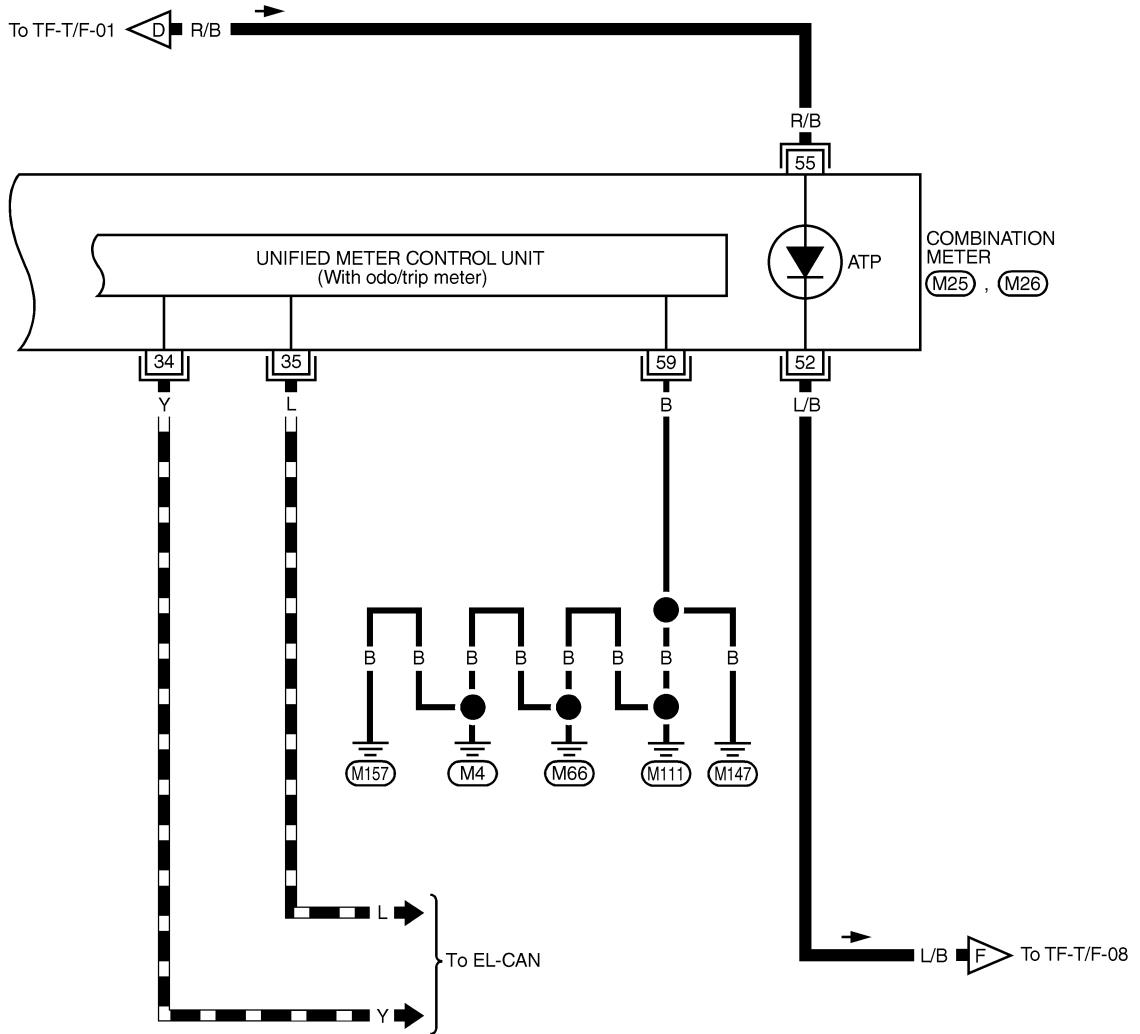 To TF-T/F-01 D R/B
R/B
55
UNIFIED METER CONTROL UNIT
(With odo/trip meter)
ATP
COMBINATION
METER
M25 , M26
34 35 59 52
Y L B L/B
B B B B B B B B
M157 M4 M66 M111 M147
L
To EL-CAN
Y
L/B F To TF-T/F-08